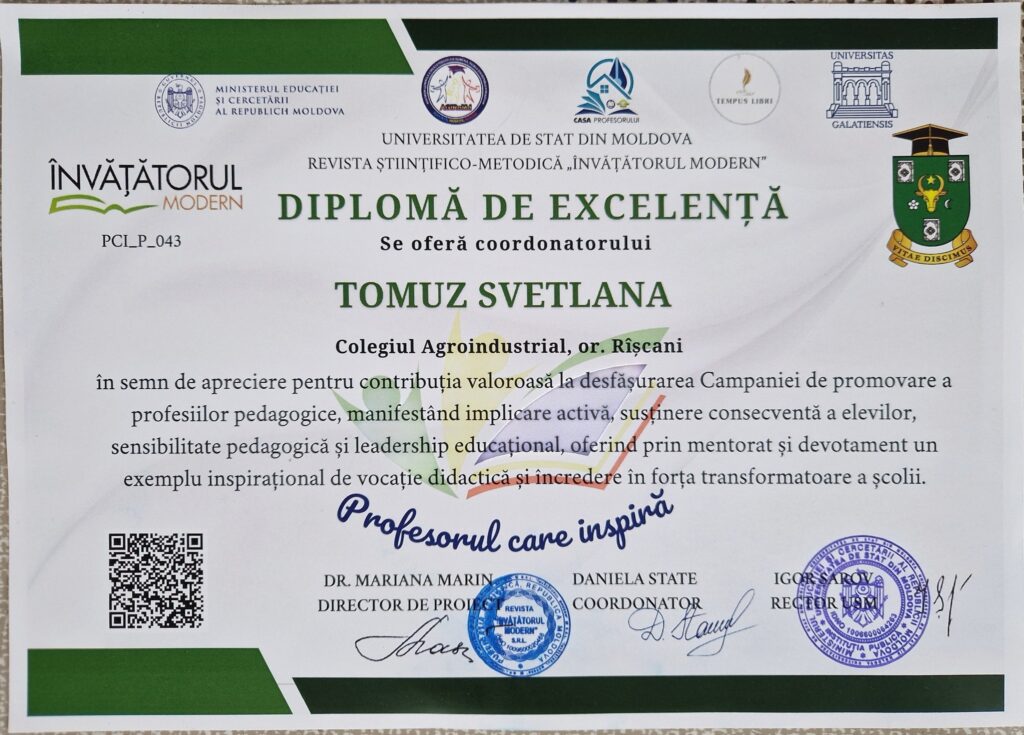 MINISTERUL EDUCAȚIEI
ȘI CERCETĂRII
AL REPUBLICII MOLDOVA
CASA PROFESORULUI
TEMPUS LIBRI
UNIVERSITAS
GALATIENSIS
UNIVERSITATEA DE STAT DIN MOLDOVA
REVISTA ȘTIINȚIFICO-METODICĂ „ÎNVĂȚĂTORUL MODERN”
ÎNVĂȚĂTORUL
MODERN
PCI_P_043
DIPLOMĂ DE EXCELENȚĂ
VITAE DISCIMUS
Se oferă coordonatorului
TOMUZ SVETLANA
Colegiul Agroindustrial, or. Rîșcani
în semn de apreciere pentru contribuția valoroasă la desfășurarea Campaniei de promovare a
profesiilor pedagogice, manifestând implicare activă, susținere consecventă a elevilor,
sensibilitate pedagogică și leadership educațional, oferind prin mentorat și devotament un
exemplu inspirațional de vocație didactică și încredere în forța transformatoare a școlii.
Profesorul care inspiră
DR. MARIANA MARIN
DIRECTOR DE PROIECT
DANIELA STATE
COORDONATOR
IGOR ȘAROV
RECTOR USM
REVISTA
"ÎNVĂȚĂTORUL
MODERN"
S.R.L.